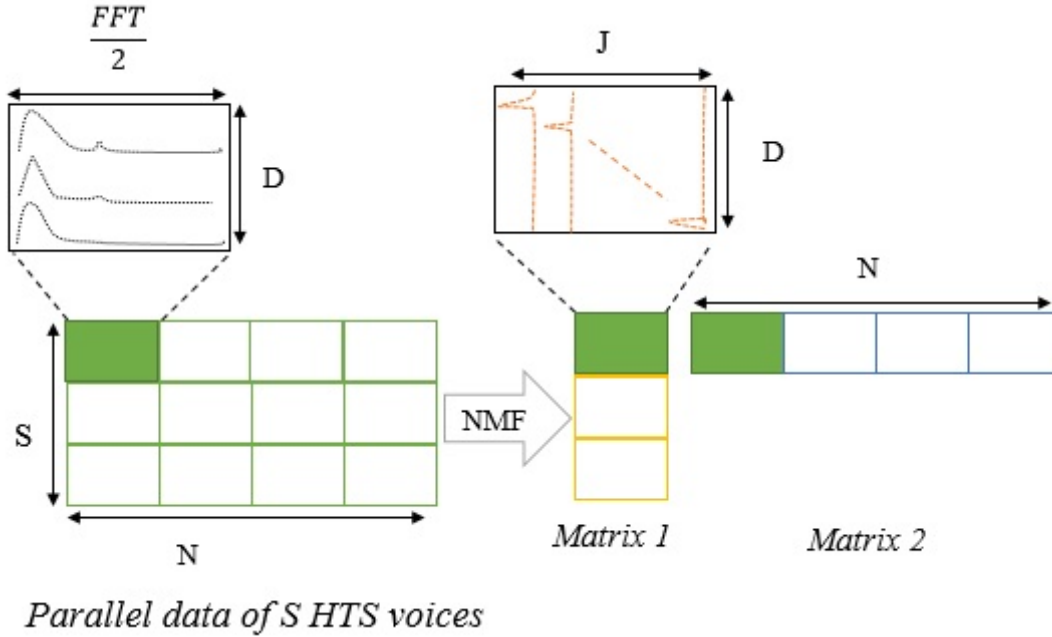 FFT
2
J
D
D
N
S
NMF
N
Matrix 1
Matrix 2
Parallel data of S HTS voices